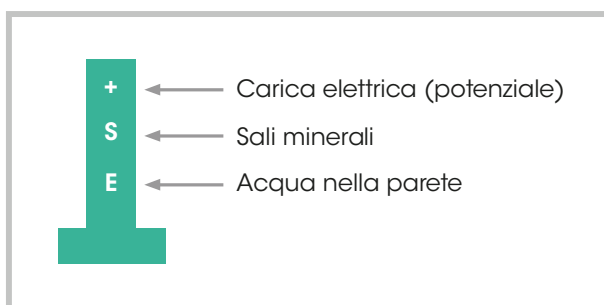 + Carica elettrica (potenziale)
S Sali minerali
E Acqua nella parete